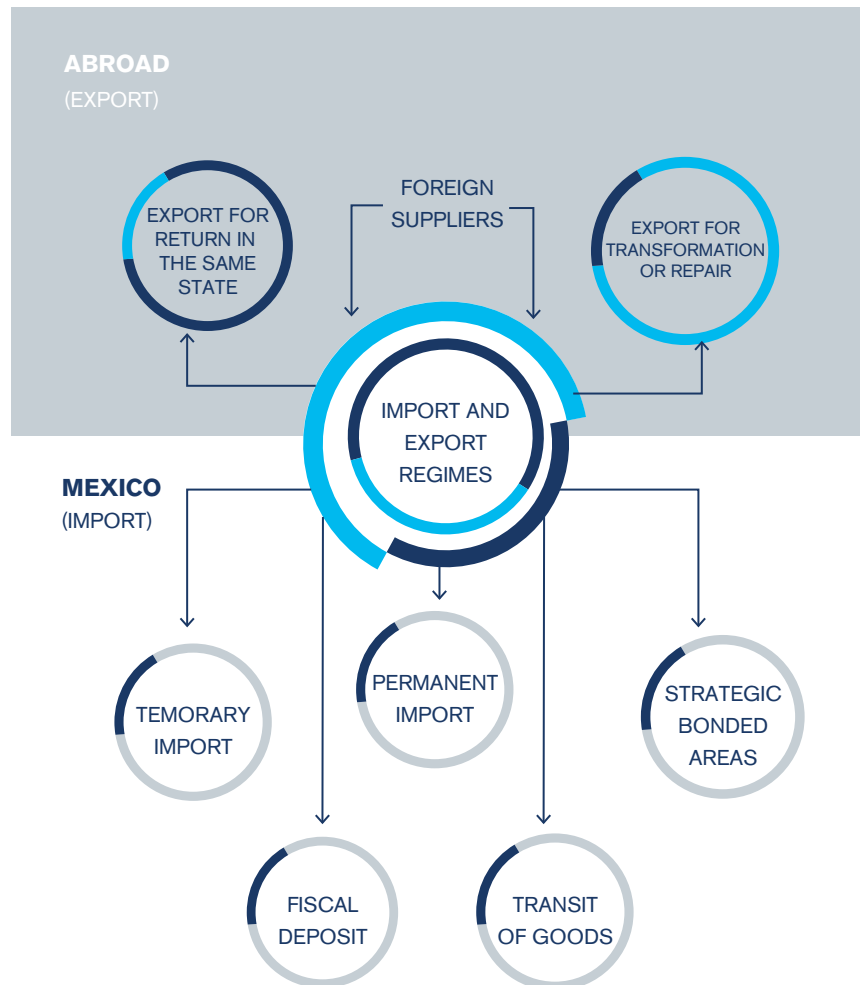 ABROAD
(EXPORT)
EXPORT FOR
RETURN IN
THE SAME
STATE
FOREIGN
SUPPLIERS
EXPORT FOR
TRANSFORMATION
OR REPAIR
IMPORT AND
EXPORT
REGIMES
MEXICO
(IMPORT)
TEMORARY
IMPORT
PERMANENT
IMPORT
STRATEGIC
BONDED
AREAS
FISCAL
DEPOSIT
TRANSIT
OF GOODS